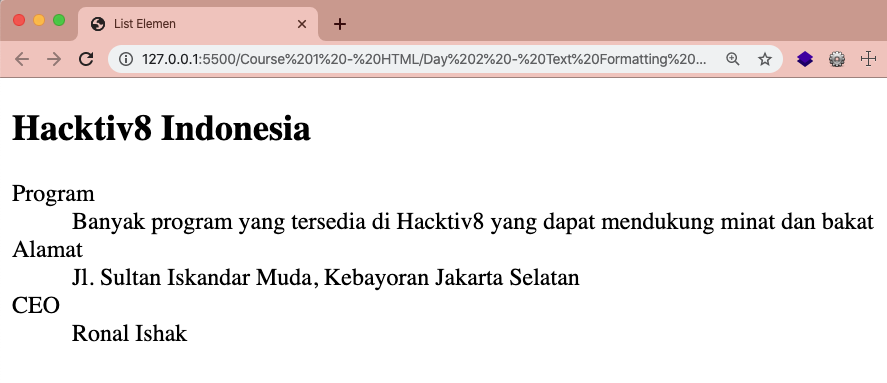 List Elemen
127.0.0.1:5500/Course%201%20-%20HTML/Day%202%20-%20Text%20Formatting%20...
Hacktiv8 Indonesia
Program
Banyak program yang tersedia di Hacktiv8 yang dapat mendukung minat dan bakat
Alamat
Jl. Sultan Iskandar Muda, Kebayoran Jakarta Selatan
CEO
Ronal Ishak